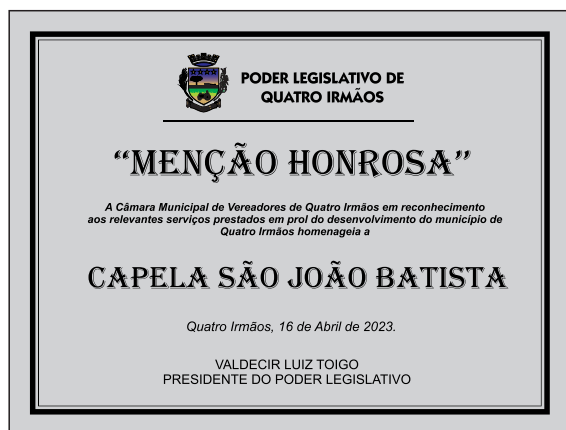 PODER LEGISLATIVO DE
QUATRO IRMÃOS
“MENÇÃO HONROSA”
A Câmara Municipal de Vereadores de Quatro Irmãos em reconhecimento
aos relevantes serviços prestados em prol do desenvolvimento do município de
Quatro Irmãos homenageia a
CAPELA SÃO JOÃO BATISTA
Quatro Irmãos, 16 de Abril de 2023.
VALDECIR LUIZ TOIGO
PRESIDENTE DO PODER LEGISLATIVO